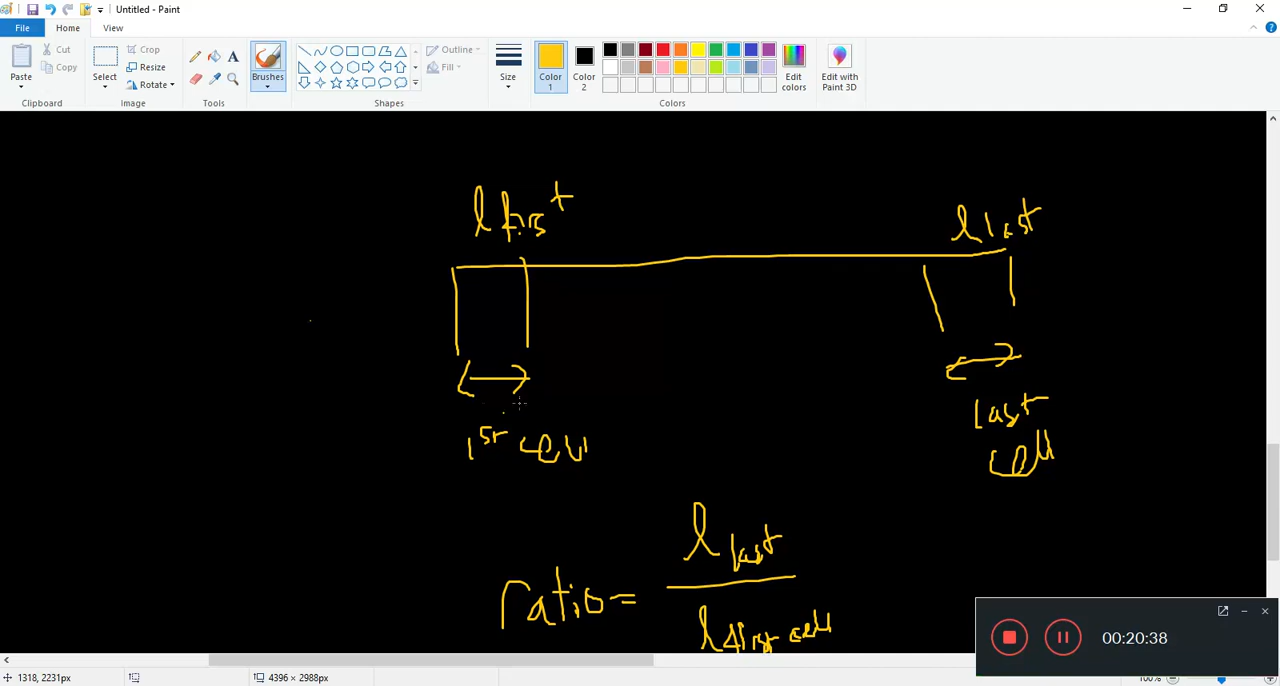 Untitled - Paint
File Home View
Paste
Cut
Copy
Clipboard
Select
Crop
Resize
Rotate
Image
Tools
Brushes
Outline
Fill
Shapes
Size
Color 1
Color 2
Edit colors
Edit with Paint 3D
Colors
l first
l last
1st cell
last
cell
ratio = l last
l first cell
00:20:38
1318, 2231px
4396 × 2988px
100%